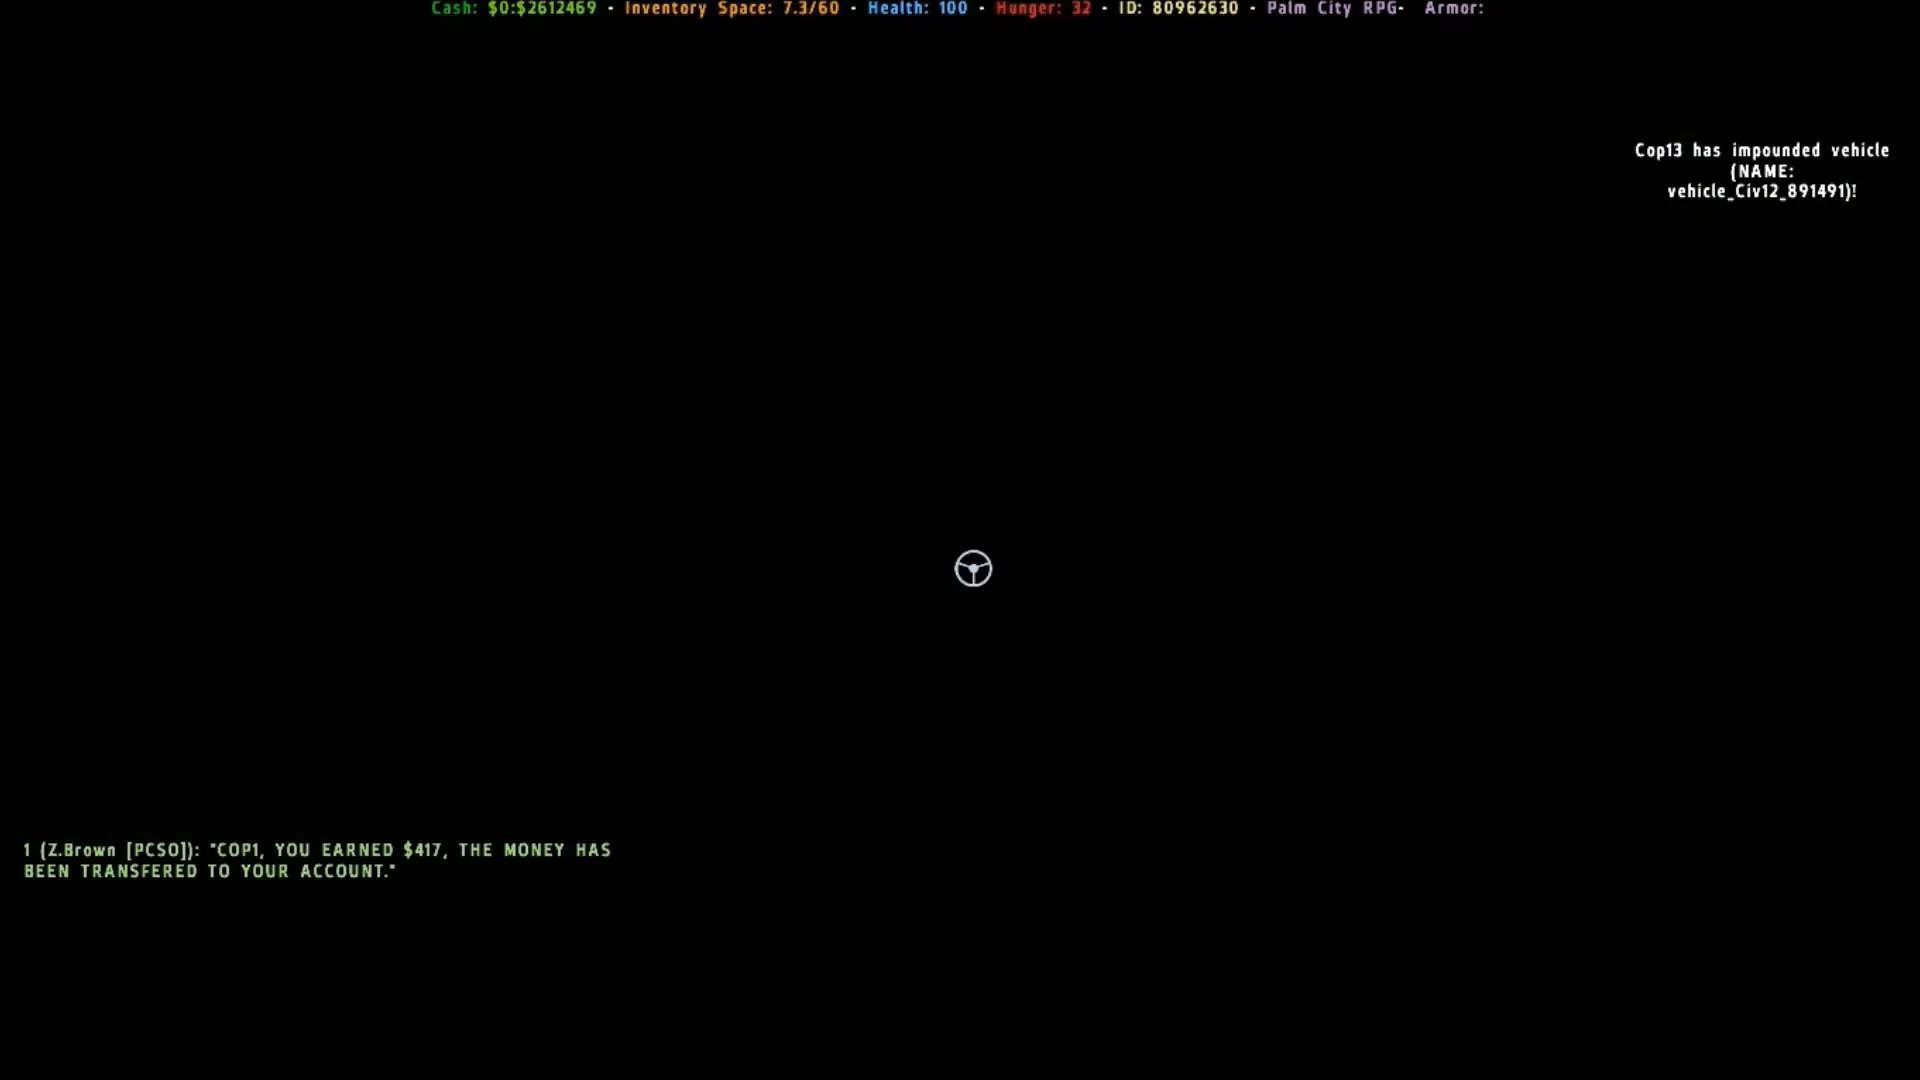 Cash: $0:$2612469 - Inventory Space: 7.3/60 - Health: 100 - Hunger: 32 - ID: 80962630 - Palm City RPG- Armor:
Cop13 has impounded vehicle
(NAME:
vehicle_Civ12_891491)!
1 (Z.Brown [PCSO]): "COP1, YOU EARNED $417, THE MONEY HAS
BEEN TRANSFERED TO YOUR ACCOUNT."